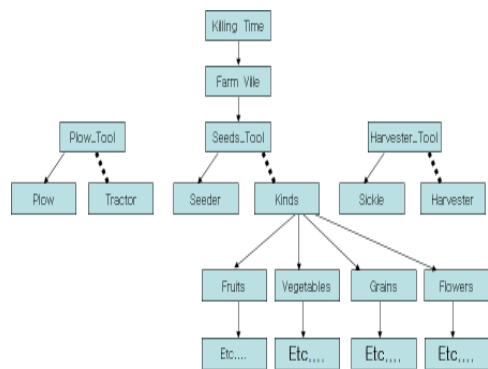 Killing Time
Farm Ville
Plow_Tool
Seeds_Tool
Harvester_Tool
Plow
Tractor
Seeder
Kinds
Sickle
Harvester
Fruits
Vegetables
Grains
Flowers
Etc....
Etc....
Etc....
Etc....